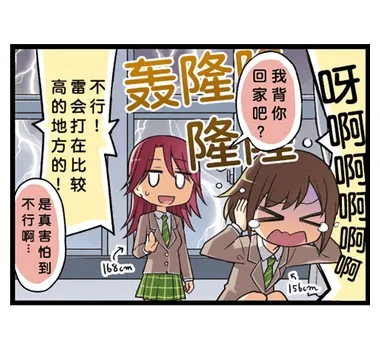 呀啊啊啊啊啊
轰隆隆
隆隆
我背你
回家吧？
不行！
雷会打在比较
高的地方的！
是真害怕到
不行啊…
168cm
156cm